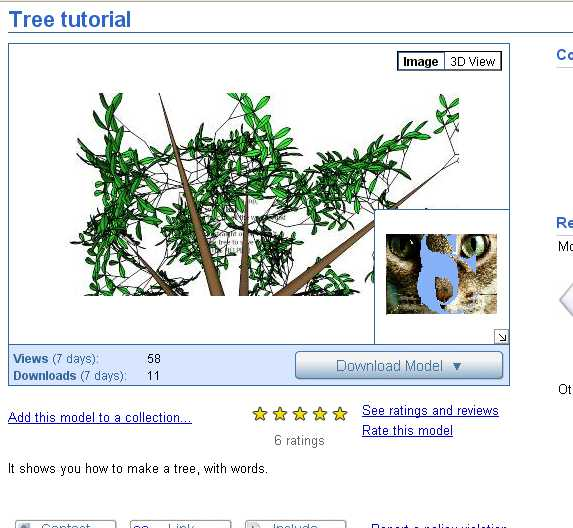 Tree tutorial
Image 3D View
Views (7 days): 58
Downloads (7 days): 11
Download Model ▼
Add this model to a collection...
See ratings and reviews
Rate this model
6 ratings
It shows you how to make a tree, with words.
Contact
Link
Include
Report a policy violation
Co
Re
Mo
Ot